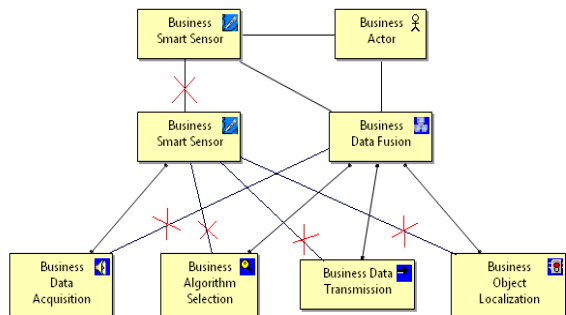 Business
Smart Sensor
Business
Actor
Business
Smart Sensor
Business
Data Fusion
Business
Data
Acquisition
Business
Algorithm
Selection
Business Data
Transmission
Business
Object
Localization